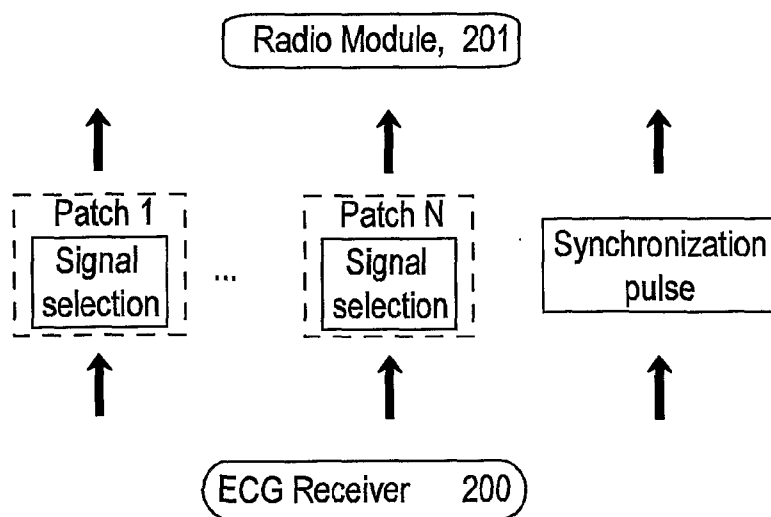 Radio Module, 201
Patch 1
Signal
selection
...
Patch N
Signal
selection
Synchronization
pulse
ECG Receiver 200